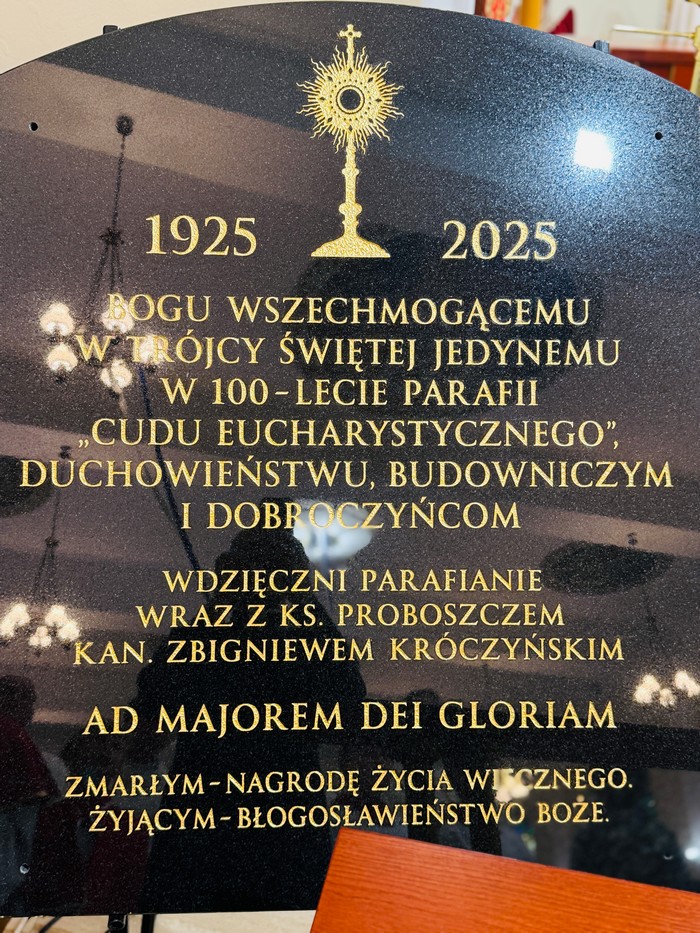 1925 2025
BOGU WSZECHMOGĄCEMU
W TRÓJCY ŚWIĘTEJ JEDYNEMU
W 100-LECIE PARAFII
„CUDU EUCHARYSTYCZNEGO”,
DUCHOWIEŃSTWU, BUDOWNICZYM
I DOBROCZYŃCOM
WDZIĘCZNI PARAFIANIE
WRAZ Z KS. PROBOSZCZEM
KAN. ZBIGNIEWEM KRÓCZYŃSKIM
AD MAJOREM DEI GLORIAM
ZMARŁYM-NAGRODĘ ŻYCIA WIECZNEGO.
ŻYJĄCYM-BŁOGOSŁAWIEŃSTWO BOŻE.